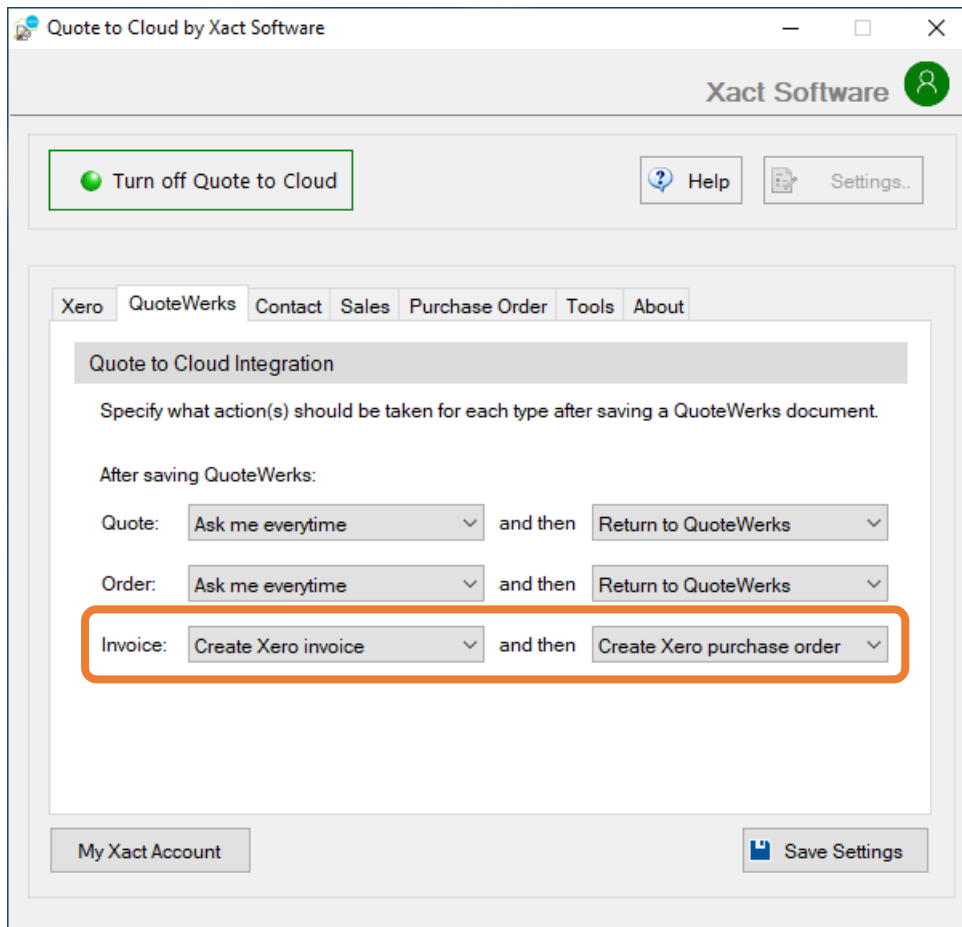 Quote to Cloud by Xact Software
Xact Software
Turn off Quote to Cloud
Help
Settings..
Xero QuoteWerks Contact Sales Purchase Order Tools About
Quote to Cloud Integration
Specify what action(s) should be taken for each type after saving a QuoteWerks document.
After saving QuoteWerks:
Quote: Ask me everytime and then Return to QuoteWerks
Order: Ask me everytime and then Return to QuoteWerks
Invoice: Create Xero invoice and then Create Xero purchase order
My Xact Account
Save Settings